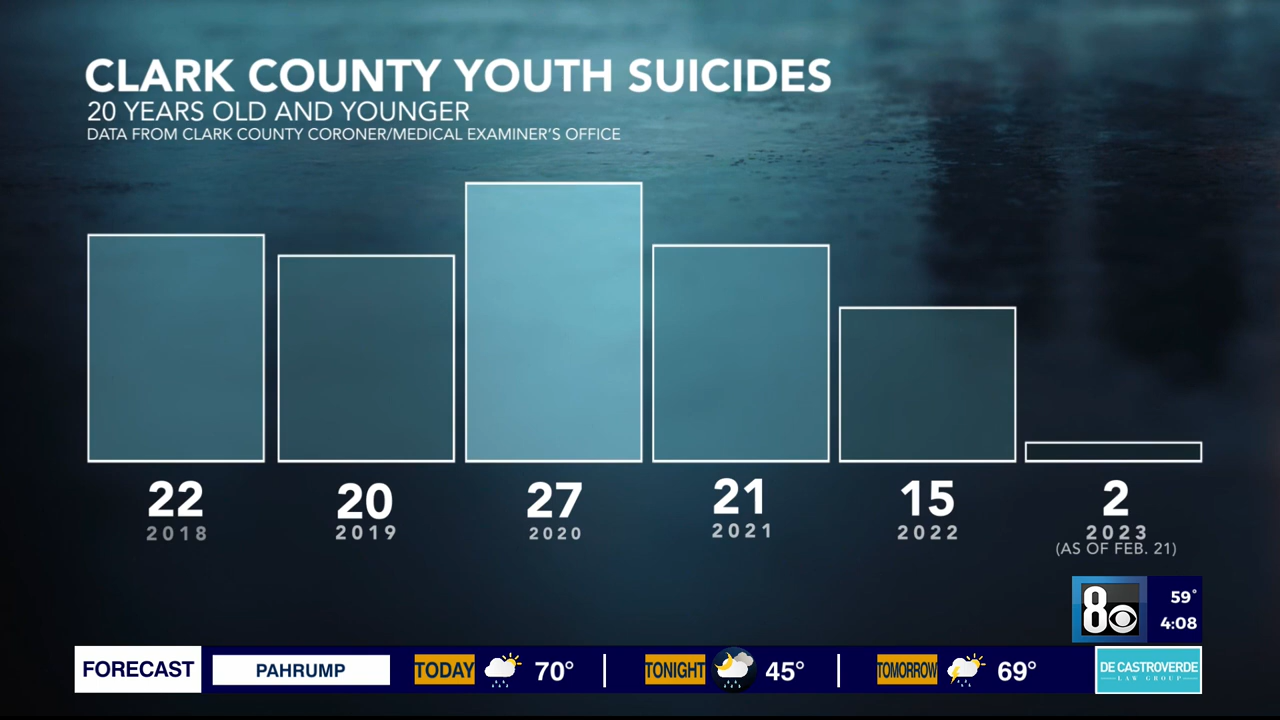 CLARK COUNTY YOUTH SUICIDES
20 YEARS OLD AND YOUNGER
DATA FROM CLARK COUNTY CORONER/MEDICAL EXAMINER'S OFFICE
22 20 27 21 15 2
2018 2019 2020 2021 2022 2023
(AS OF FEB. 21)
8 59°
4:08
FORECAST PAHRUMP TODAY 70° TONIGHT 45° TOMORROW 69° DE CASTROVERDE
LAW GROUP